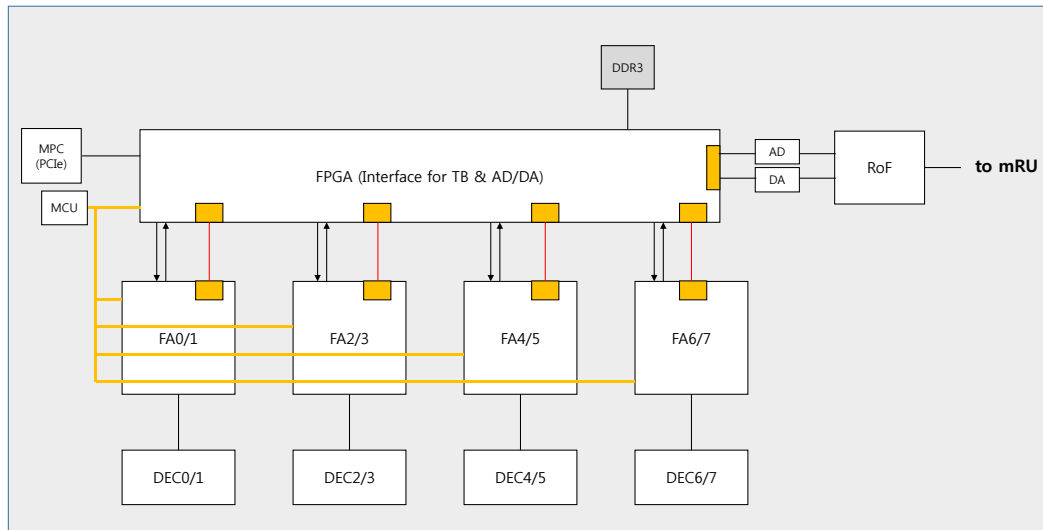 DDR3
MPC
(PCIe)
FPGA (Interface for TB & AD/DA)
AD
DA
RoF
to mRU
MCU
FA0/1
FA2/3
FA4/5
FA6/7
DEC0/1
DEC2/3
DEC4/5
DEC6/7